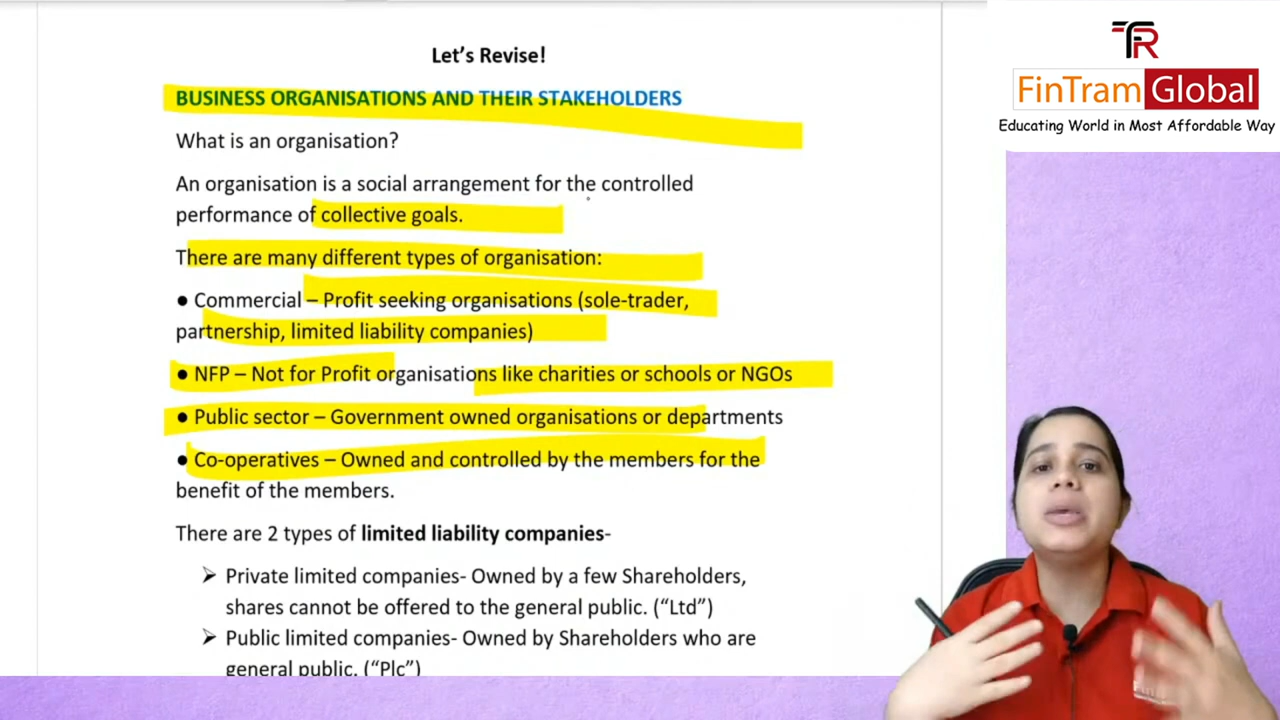 Let's Revise!
BUSINESS ORGANISATIONS AND THEIR STAKEHOLDERS
What is an organisation?
An organisation is a social arrangement for the controlled
performance of collective goals.
There are many different types of organisation:
● Commercial – Profit seeking organisations (sole-trader,
partnership, limited liability companies)
● NFP – Not for Profit organisations like charities or schools or NGOs
● Public sector – Government owned organisations or departments
● Co-operatives – Owned and controlled by the members for the
benefit of the members.
There are 2 types of limited liability companies-
➢ Private limited companies- Owned by a few Shareholders,
shares cannot be offered to the general public. ("Ltd")
➢ Public limited companies- Owned by Shareholders who are
general public. ("Plc")
FinTram Global
Educating World in Most Affordable Way